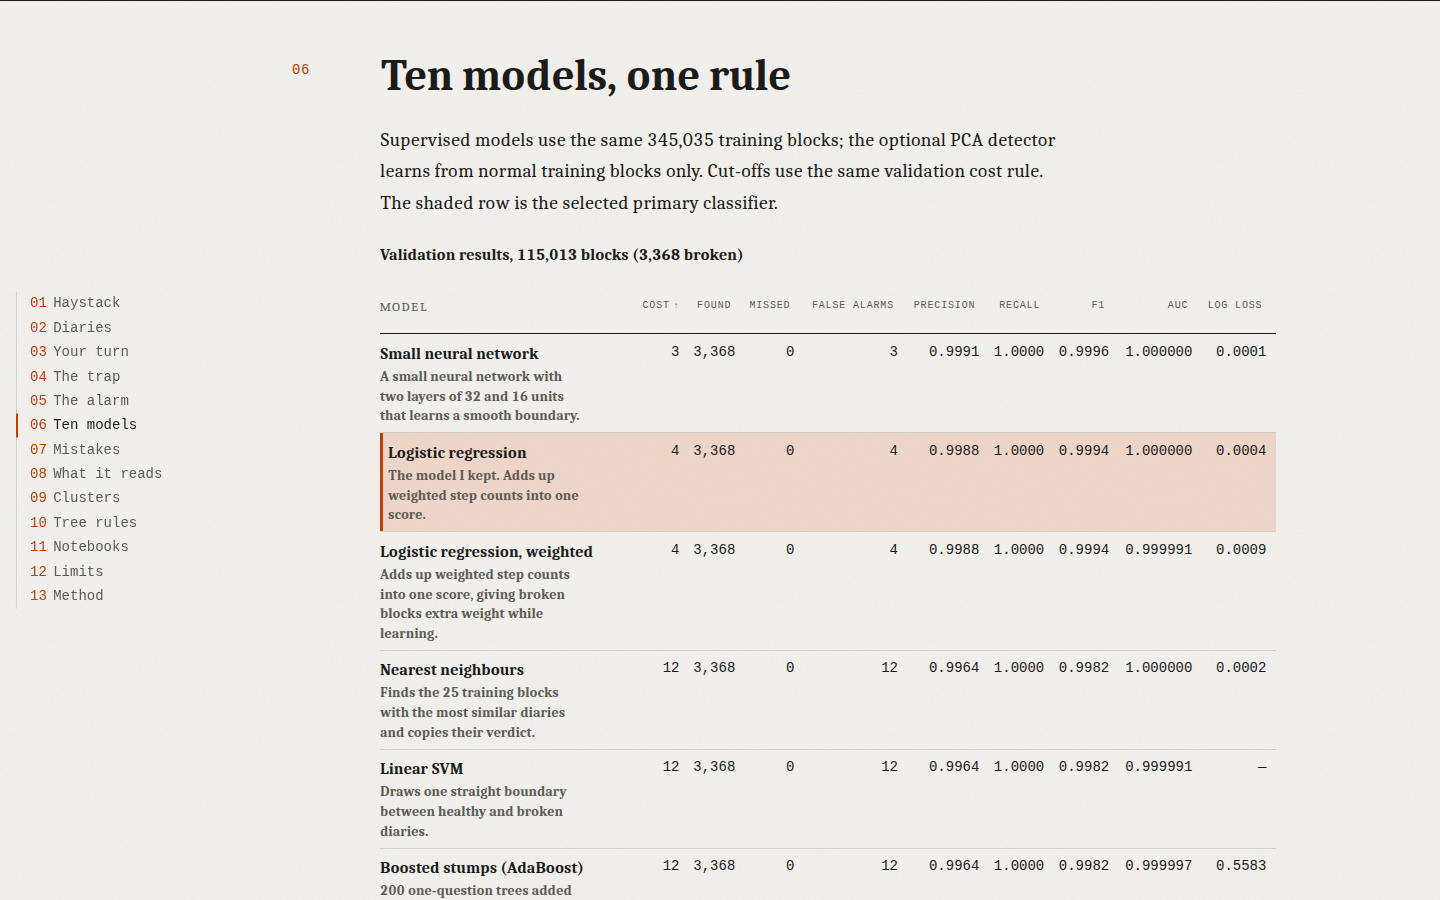 06
Ten models, one rule
Supervised models use the same 345,035 training blocks; the optional PCA detector
learns from normal training blocks only. Cut-offs use the same validation cost rule.
The shaded row is the selected primary classifier.
Validation results, 115,013 blocks (3,368 broken)
01 Haystack
02 Diaries
03 Your turn
04 The trap
05 The alarm
06 Ten models
07 Mistakes
08 What it reads
09 Clusters
10 Tree rules
11 Notebooks
12 Limits
13 Method
MODEL COST ↑ FOUND MISSED FALSE ALARMS PRECISION RECALL F1 AUC LOG LOSS
Small neural network 3 3,368 0 3 0.9991 1.0000 0.9996 1.000000 0.0001
A small neural network with
two layers of 32 and 16 units
that learns a smooth boundary.
Logistic regression 4 3,368 0 4 0.9988 1.0000 0.9994 1.000000 0.0004
The model I kept. Adds up
weighted step counts into one
score.
Logistic regression, weighted 4 3,368 0 4 0.9988 1.0000 0.9994 0.999991 0.0009
Adds up weighted step counts
into one score, giving broken
blocks extra weight while
learning.
Nearest neighbours 12 3,368 0 12 0.9964 1.0000 0.9982 1.000000 0.0002
Finds the 25 training blocks
with the most similar diaries
and copies their verdict.
Linear SVM 12 3,368 0 12 0.9964 1.0000 0.9982 0.999991 —
Draws one straight boundary
between healthy and broken
diaries.
Boosted stumps (AdaBoost) 12 3,368 0 12 0.9964 1.0000 0.9982 0.999997 0.5583
200 one-question trees added